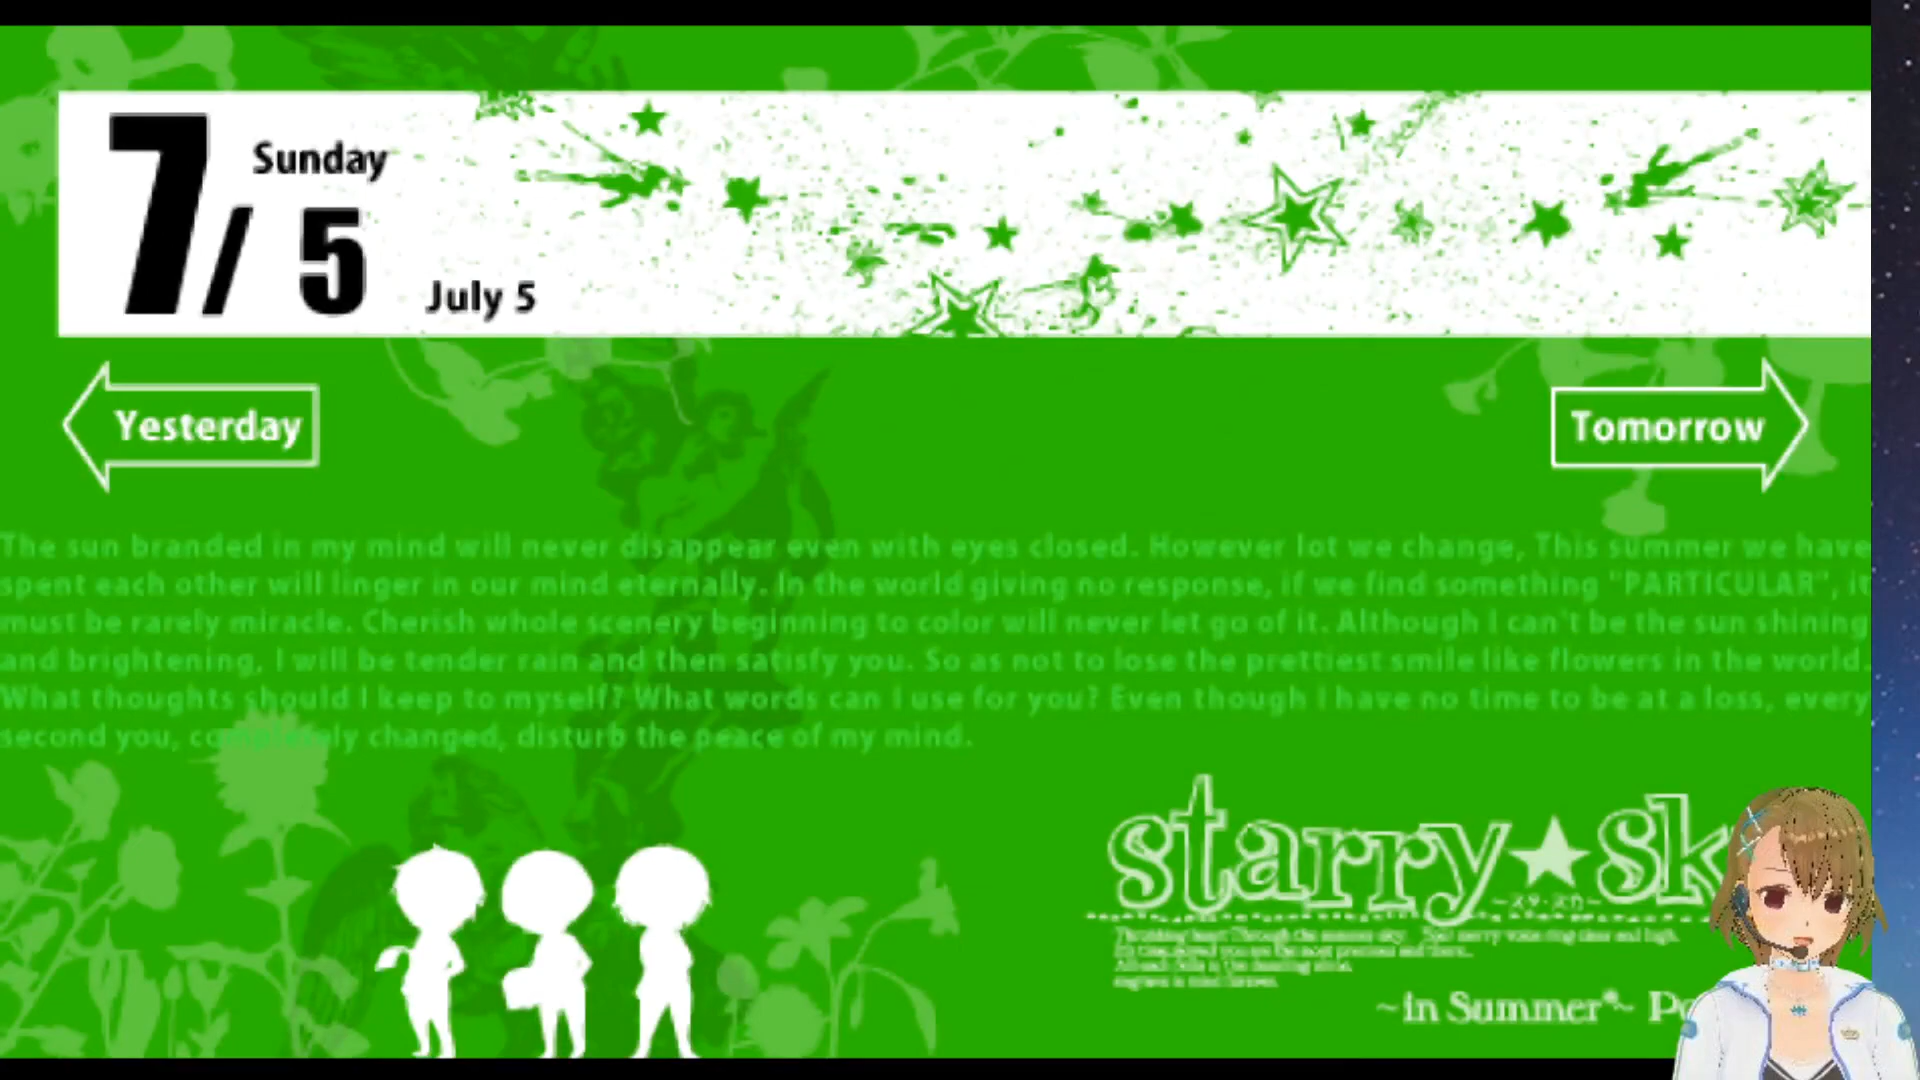 7/5
Sunday
July 5
Yesterday
Tomorrow
The sun branded in my mind will never disappear even with eyes closed. However lot we change, This summer we have
spent each other will linger in our mind eternally. In the world giving no response, if we find something "PARTICULAR", it
must be rarely miracle. Cherish whole scenery beginning to color will never let go of it. Although I can't be the sun shining
and brightening, I will be tender rain and then satisfy you. So as not to lose the prettiest smile like flowers in the world.
What thoughts should I keep to myself? What words can I use for you? Even though I have no time to be at a loss, every
second you, completely changed, disturb the peace of my mind.
starry★sk
~スタ・スカ~
~in Summer*~ Po